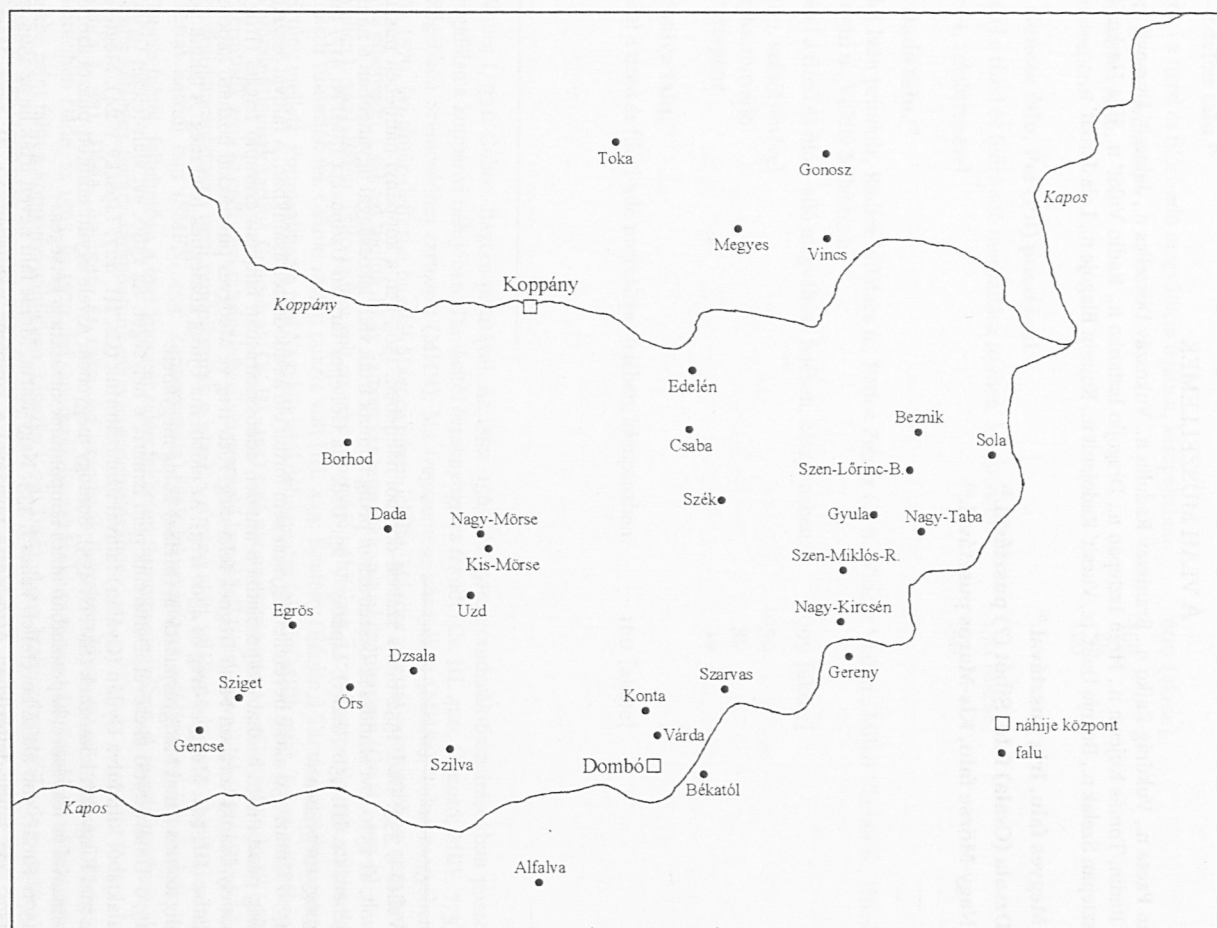 Toka
Gonosz
Kapos
Megyes
Vincs
Koppány
Koppány
Edelén
Beznik
Csaba
Sola
Borhod
Szen-Lőrinc-B.
Szék
Dada
Nagy-Mörse
Gyula
Nagy-Taba
Kis-Mörse
Szen-Miklós-R.
Uzd
Egrös
Nagy-Kircsén
Dzsala
Gereny
Szarvas
Sziget
Örs
Konta
náhije központ
Várda
falu
Gencse
Szilva
Dombó
Békatól
Kapos
Alfalva